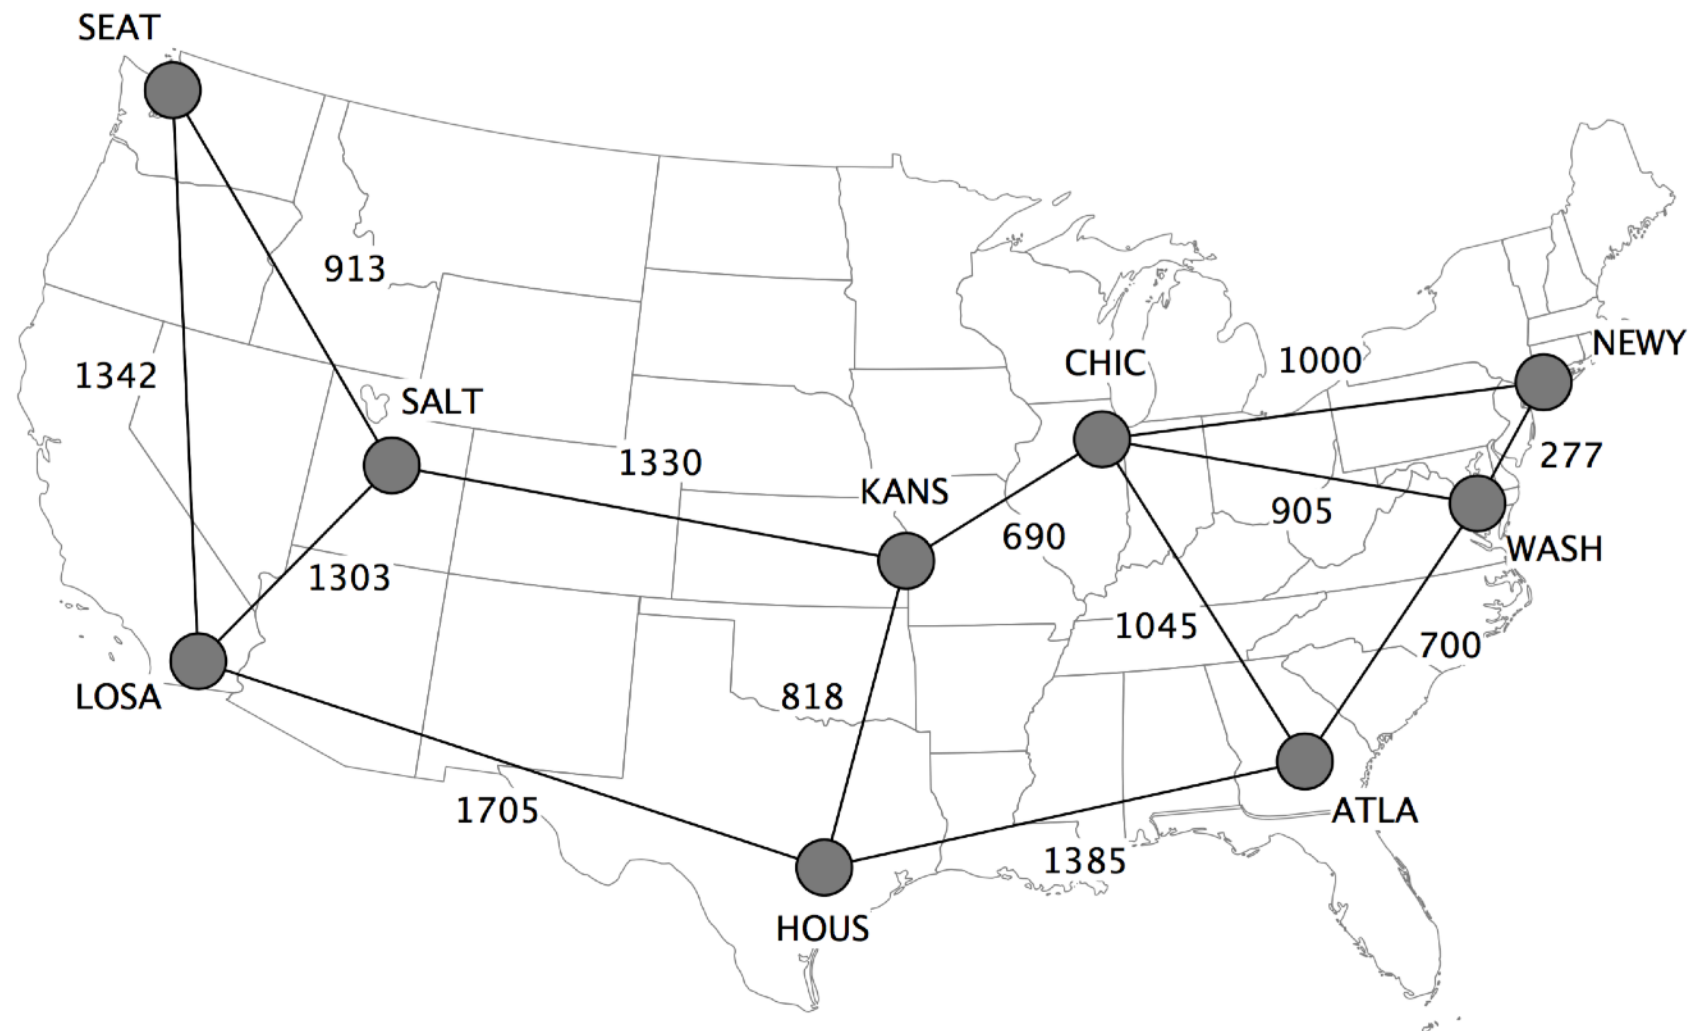 SEAT
913
NEWY
1000
CHIC
1342
SALT
277
1330
KANS
905
690
WASH
1303
1045
700
LOSA
818
1705
ATLA
1385
HOUS